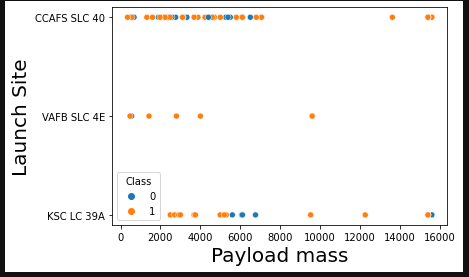 CCAFS SLC 40
VAFB SLC 4E
KSC LC 39A
Launch Site
Class
0
1
0 2000 4000 6000 8000 10000 12000 14000 16000
Payload mass